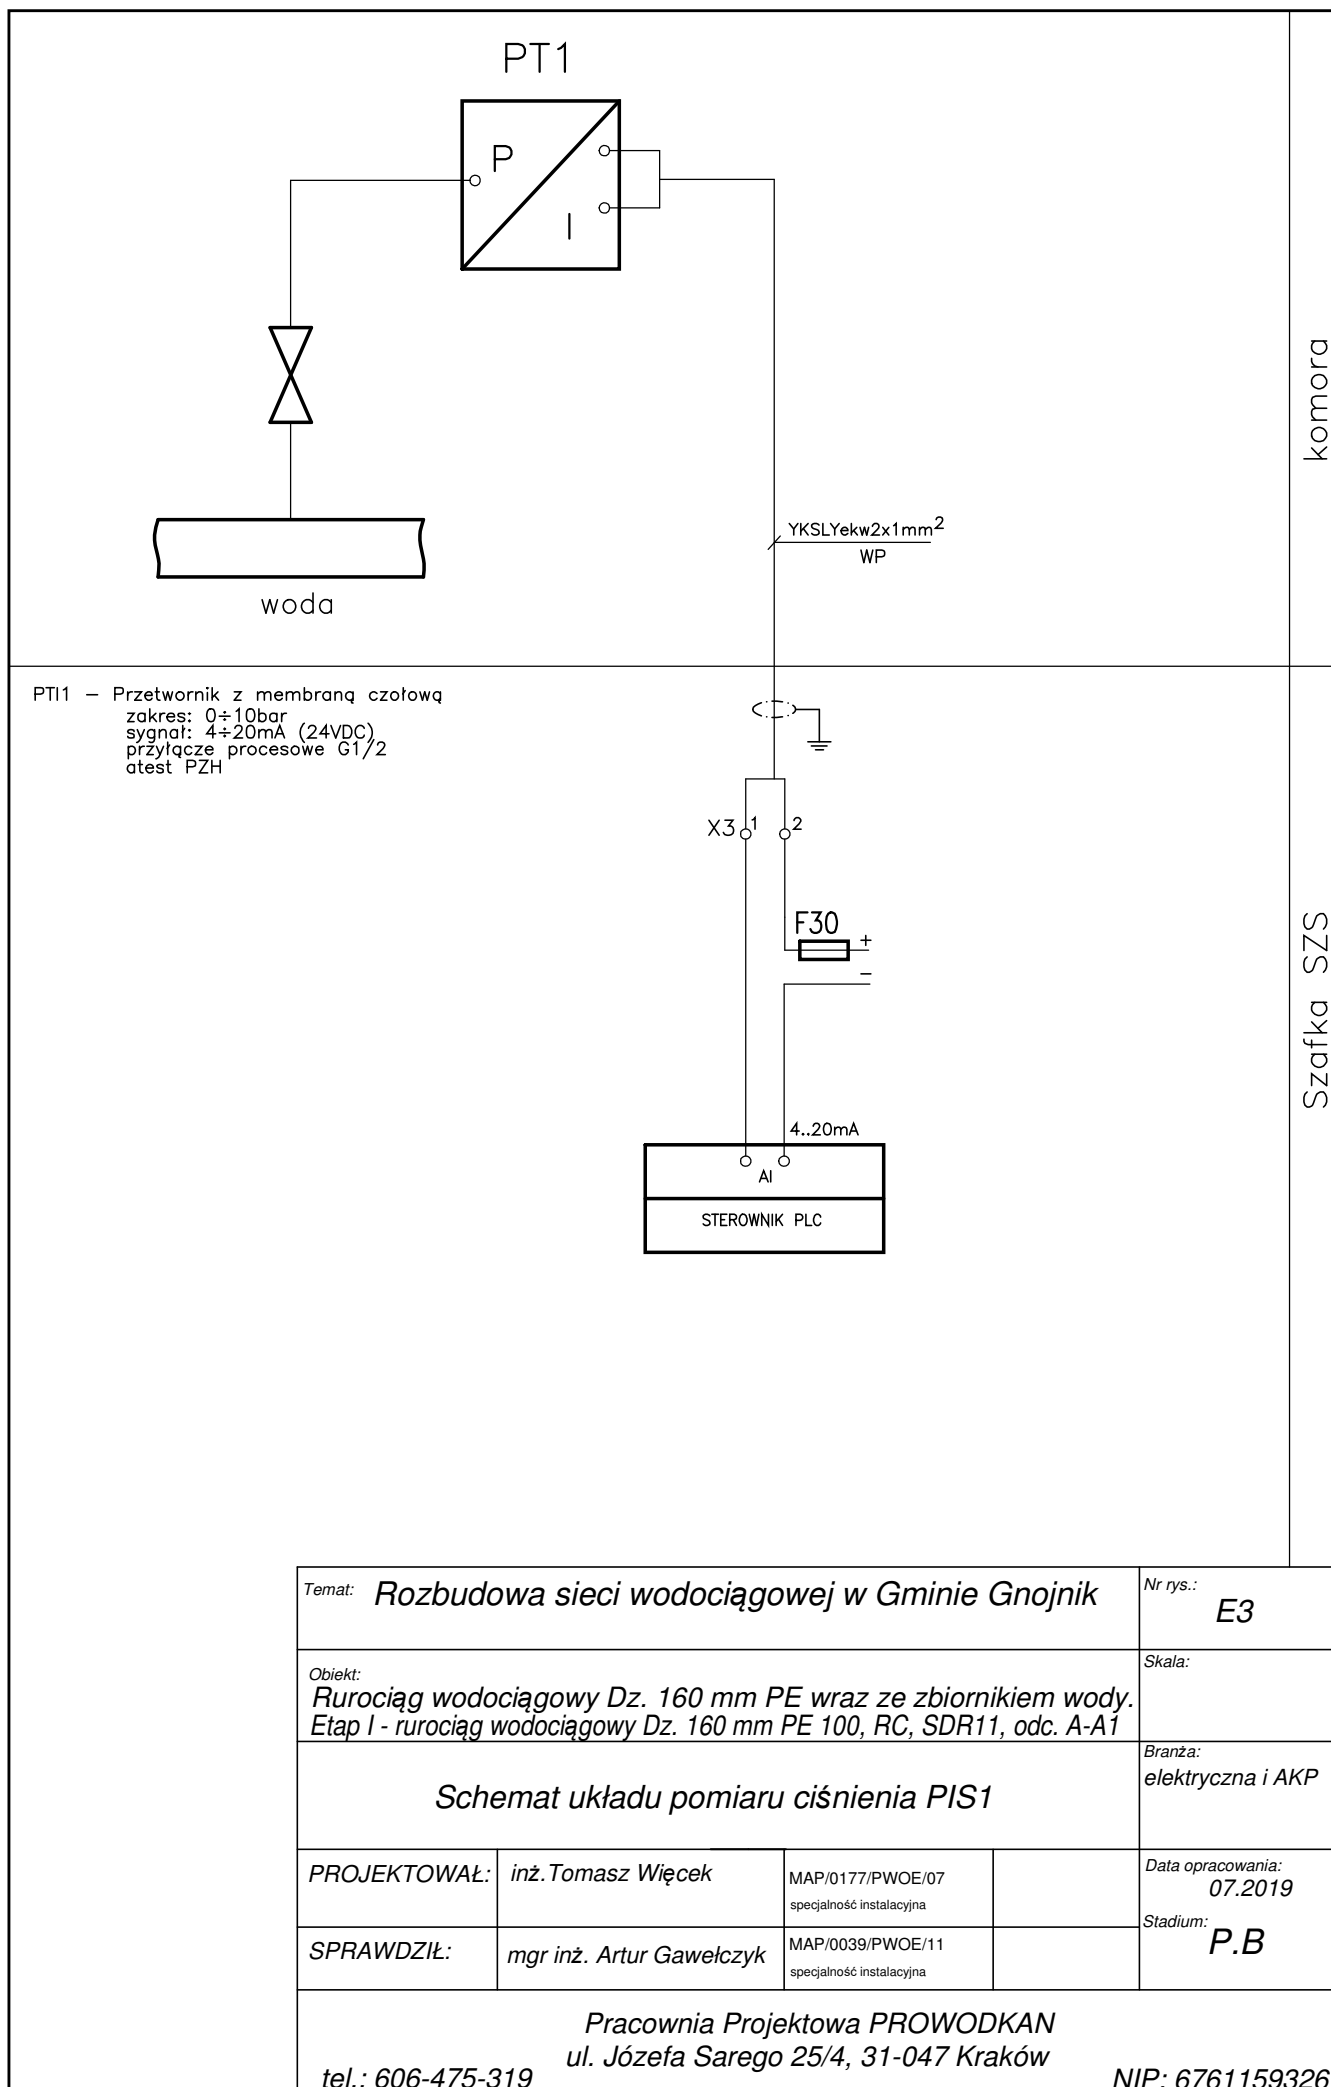 PT1
P
I
komora
YKSLYekw2x1mm²
WP
woda
PTI1 – Przetwornik z membraną czołową
zakres: 0÷10bar
sygnał: 4÷20mA (24VDC)
przyłącze procesowe G1/2
atest PZH
X3 1 2
F30
+
–
Szafka SZS
4..20mA
AI
STEROWNIK PLC
Temat: Rozbudowa sieci wodociągowej w Gminie Gnojnik
Nr rys.:
E3
Obiekt:
Rurociąg wodociągowy Dz. 160 mm PE wraz ze zbiornikiem wody.
Etap I - rurociąg wodociągowy Dz. 160 mm PE 100, RC, SDR11, odc. A-A1
Skala:
Schemat układu pomiaru ciśnienia PIS1
Branża:
elektryczna i AKP
PROJEKTOWAŁ: inż.Tomasz Więcek MAP/0177/PWOE/07
specjalność instalacyjna
Data opracowania:
07.2019
SPRAWDZIŁ: mgr inż. Artur Gawełczyk MAP/0039/PWOE/11
specjalność instalacyjna
Stadium:
P.B
Pracownia Projektowa PROWODKAN
ul. Józefa Sarego 25/4, 31-047 Kraków
tel.: 606-475-319 NIP: 6761159326